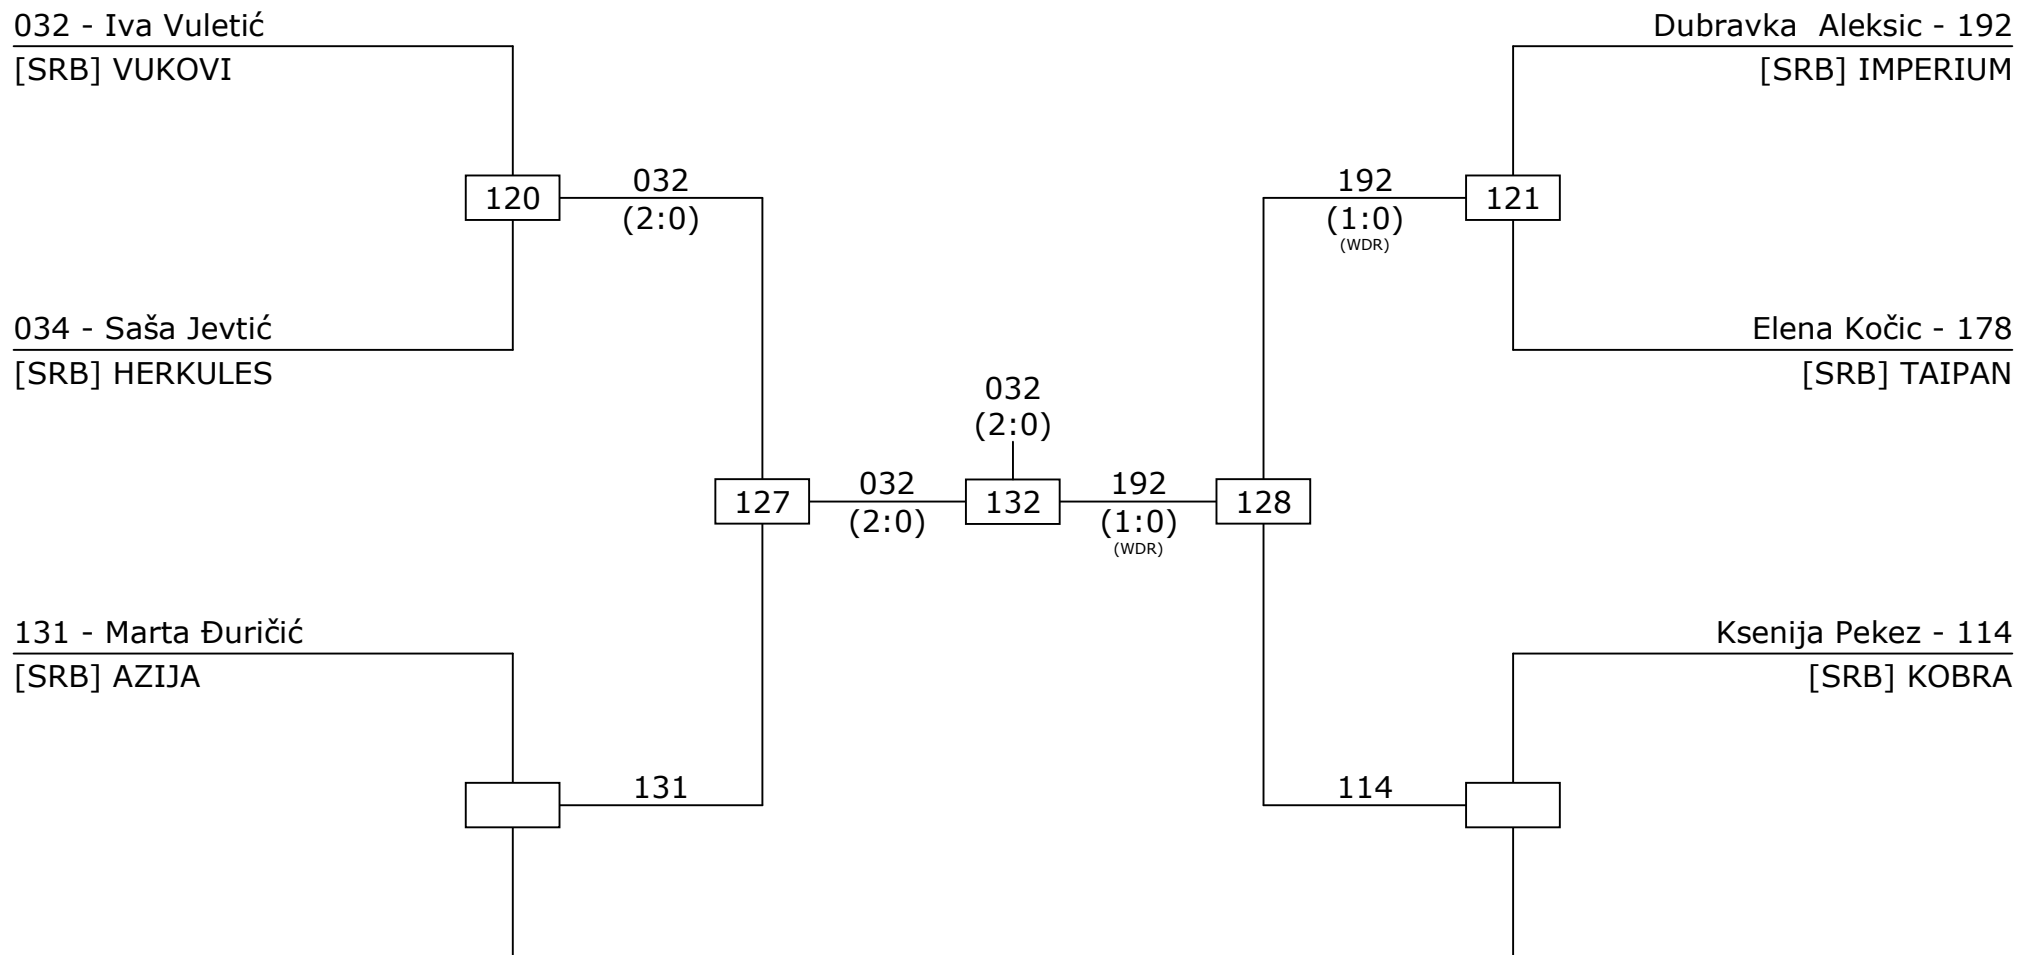 032 - Iva Vuletić
[SRB] VUKOVI
034 - Saša Jevtić
[SRB] HERKULES
131 - Marta Đuričić
[SRB] AZIJA
120
032
(2:0)
131
127
032
(2:0)
032
(2:0)
132
192
(1:0)
(WDR)
128
192
(1:0)
(WDR)
121
114
Dubravka  Aleksic - 192
[SRB] IMPERIUM
Elena Kočic - 178
[SRB] TAIPAN
Ksenija Pekez - 114
[SRB] KOBRA